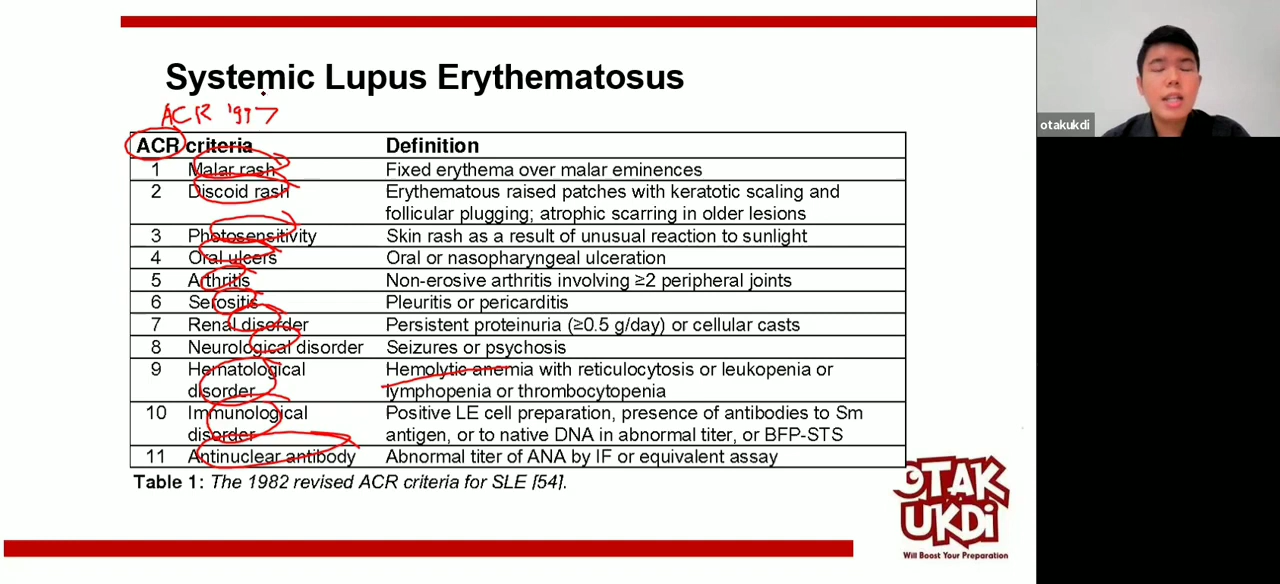 Systemic Lupus Erythematosus
ACR '97
ACR criteria Definition
1 Malar rash Fixed erythema over malar eminences
2 Discoid rash Erythematous raised patches with keratotic scaling and
follicular plugging; atrophic scarring in older lesions
3 Photosensitivity Skin rash as a result of unusual reaction to sunlight
4 Oral ulcers Oral or nasopharyngeal ulceration
5 Arthritis Non-erosive arthritis involving ≥2 peripheral joints
6 Serositis Pleuritis or pericarditis
7 Renal disorder Persistent proteinuria (≥0.5 g/day) or cellular casts
8 Neurological disorder Seizures or psychosis
9 Hematological Hemolytic anemia with reticulocytosis or leukopenia or
disorder lymphopenia or thrombocytopenia
10 Immunological Positive LE cell preparation, presence of antibodies to Sm
disorder antigen, or to native DNA in abnormal titer, or BFP-STS
11 Antinuclear antibody Abnormal titer of ANA by IF or equivalent assay
Table 1: The 1982 revised ACR criteria for SLE [54].
OTAK
UKDi
Will Boost Your Preparation
otakukdi